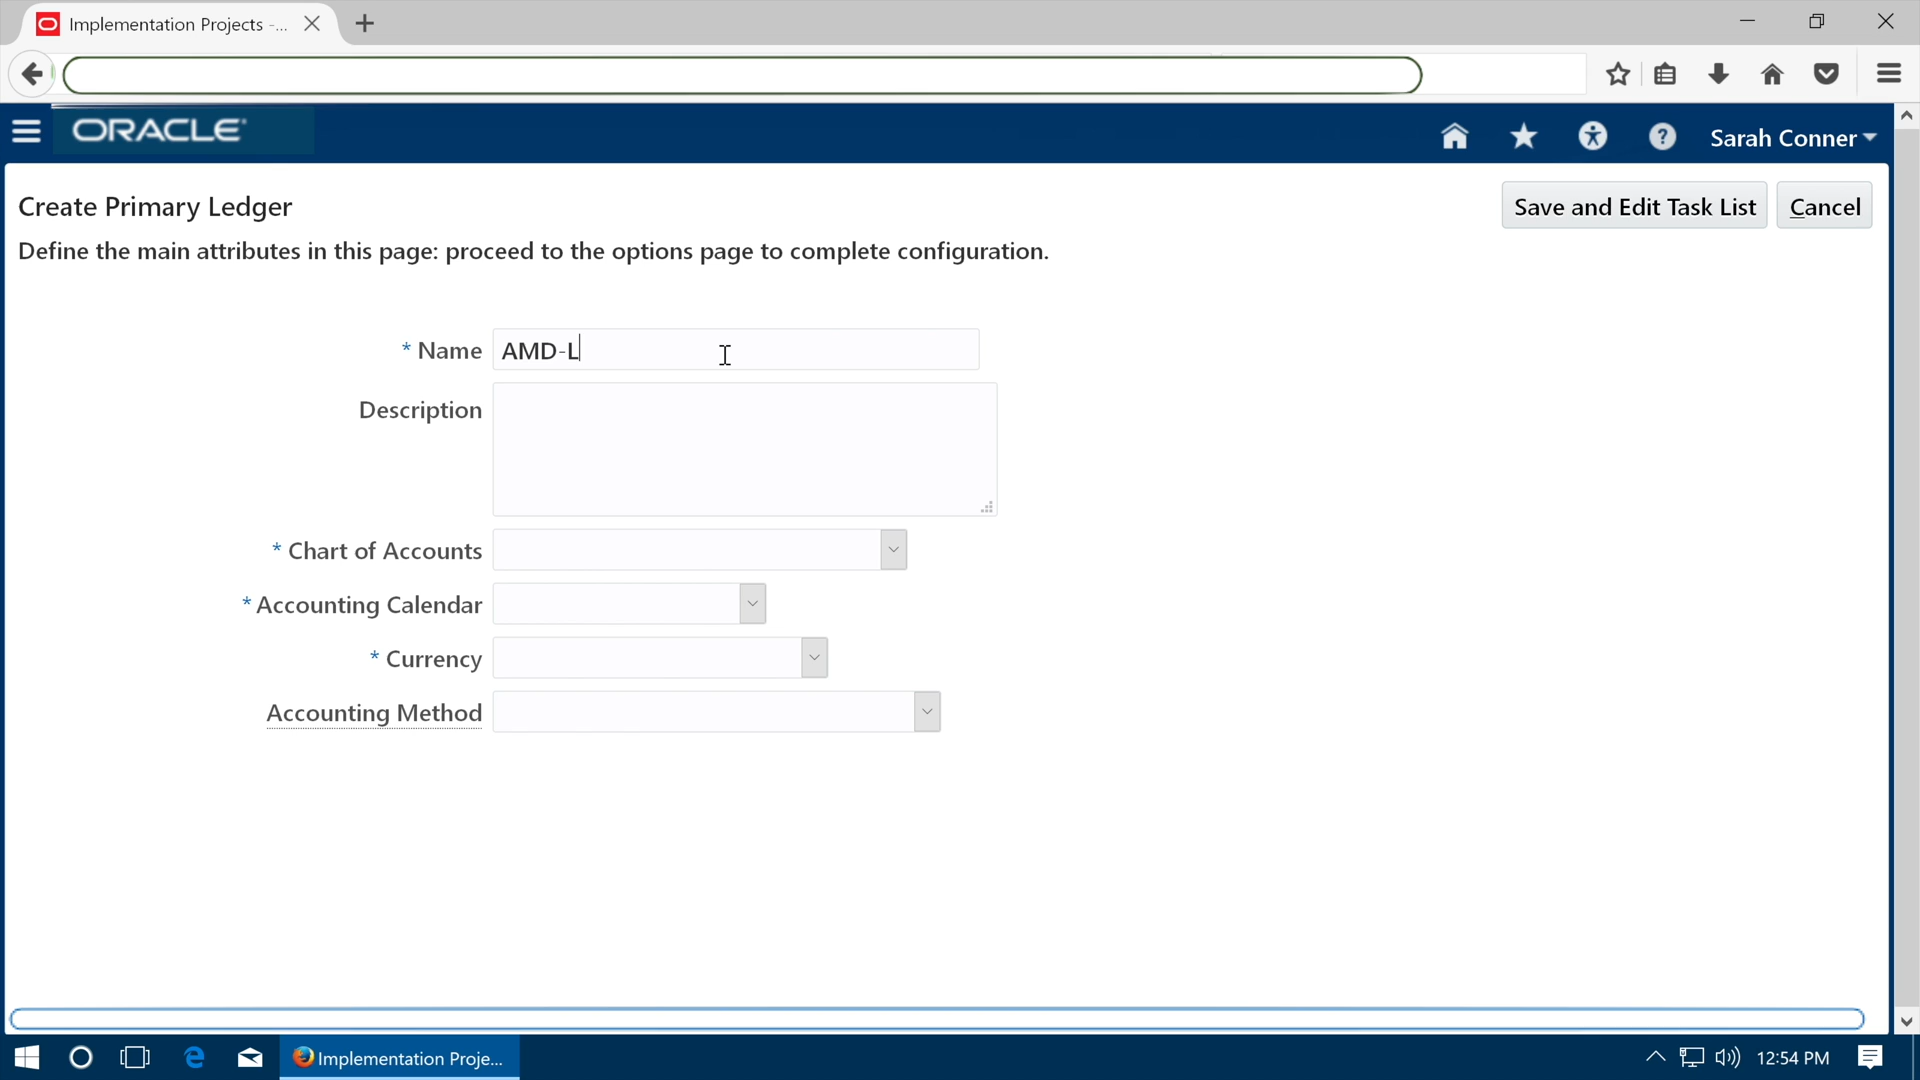 Implementation Projects -...
ORACLE
Sarah Conner
Create Primary Ledger
Save and Edit Task List
Cancel
Define the main attributes in this page: proceed to the options page to complete configuration.
* Name AMD-L
Description
* Chart of Accounts
* Accounting Calendar
* Currency
Accounting Method
Implementation Proje...
12:54 PM